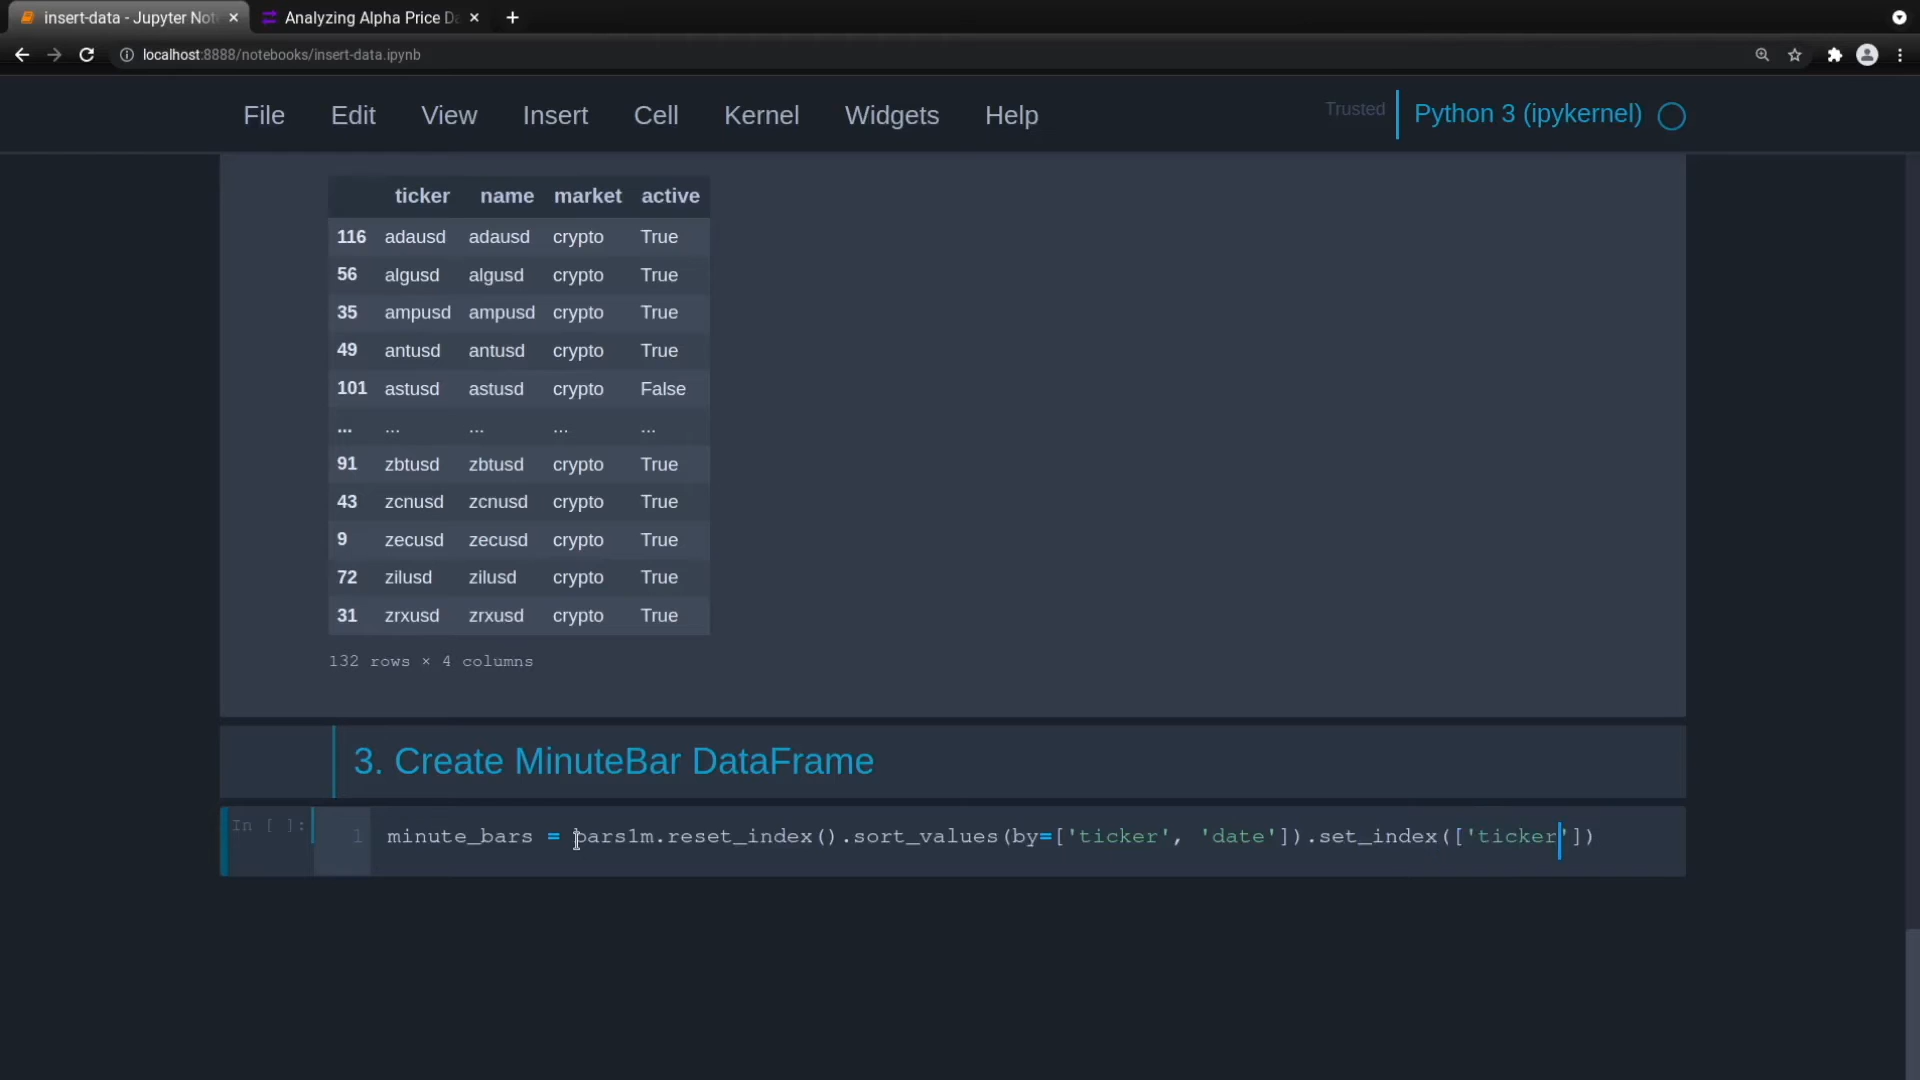 insert-data - Jupyter Not
Analyzing Alpha Price D
localhost:8888/notebooks/insert-data.ipynb
File Edit View Insert Cell Kernel Widgets Help
Trusted Python 3 (ipykernel)
ticker name market active
116 adausd adausd crypto True
56 algusd algusd crypto True
35 ampusd ampusd crypto True
49 antusd antusd crypto True
101 astusd astusd crypto False
... ... ... ... ...
91 zbtusd zbtusd crypto True
43 zcnusd zcnusd crypto True
9 zecusd zecusd crypto True
72 zilusd zilusd crypto True
31 zrxusd zrxusd crypto True
132 rows × 4 columns
3. Create MinuteBar DataFrame
In [ ]: 1 minute_bars = bars1m.reset_index().sort_values(by=['ticker', 'date']).set_index(['ticker'])